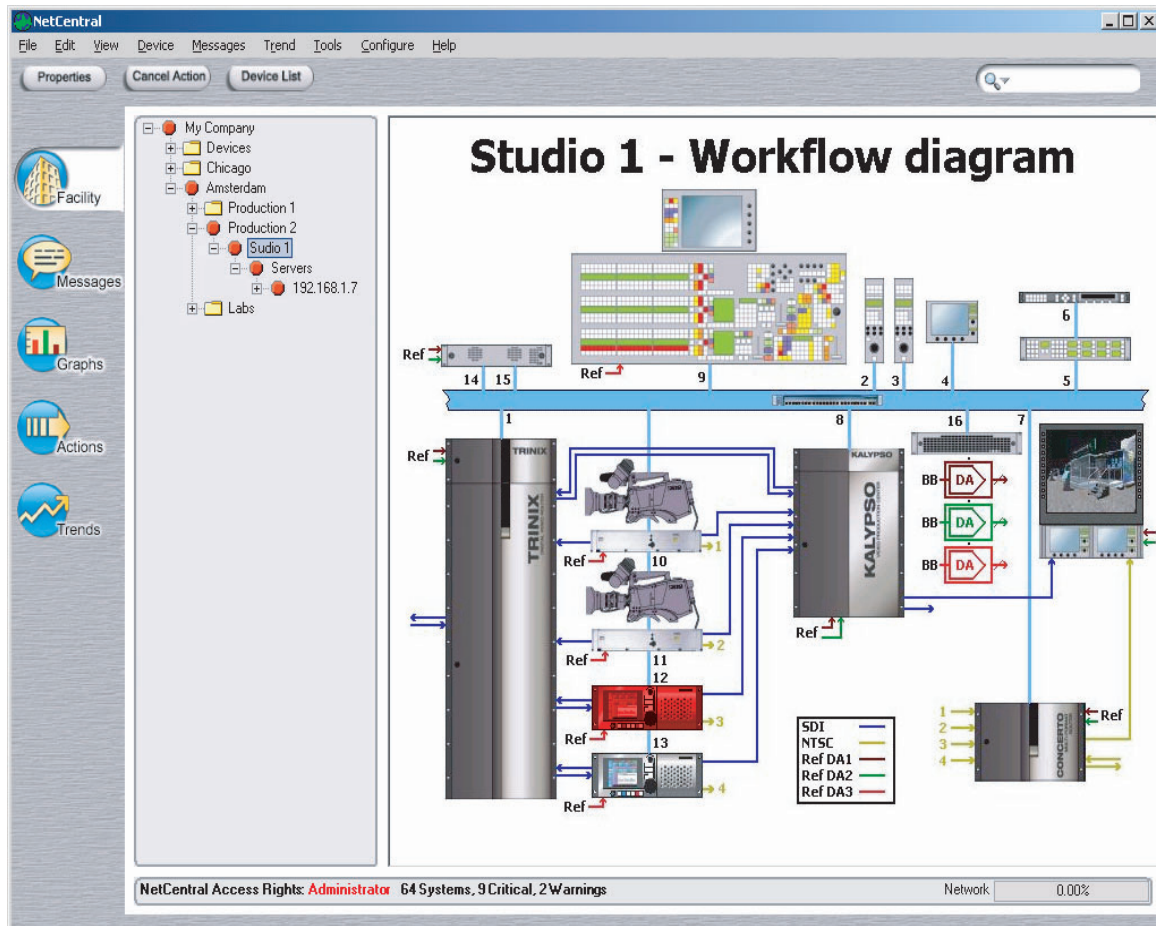 NetCentral
File Edit View Device Messages Trend Tools Configure Help
Properties Cancel Action Device List
Facility
Messages
Graphs
Actions
Trends
My Company
Devices
Chicago
Amsterdam
Production 1
Production 2
Sudio 1
Servers
192.168.1.7
Labs
Studio 1 - Workflow diagram
6
Ref
14 15
Ref 9
2 3 4 5
1 8 16 7
Ref
TRINIX
TRINIX
KALYPSO
KALYPSO
BB DA
BB DA
BB DA
1
Ref 10
2
Ref 11
Ref
12
3
Ref
13
4
Ref
SDI
NTSC
Ref DA1
Ref DA2
Ref DA3
1
2
3
4
Ref
CONCERTO
NetCentral Access Rights: Administrator 64 Systems, 9 Critical, 2 Warnings
Network 0.00%